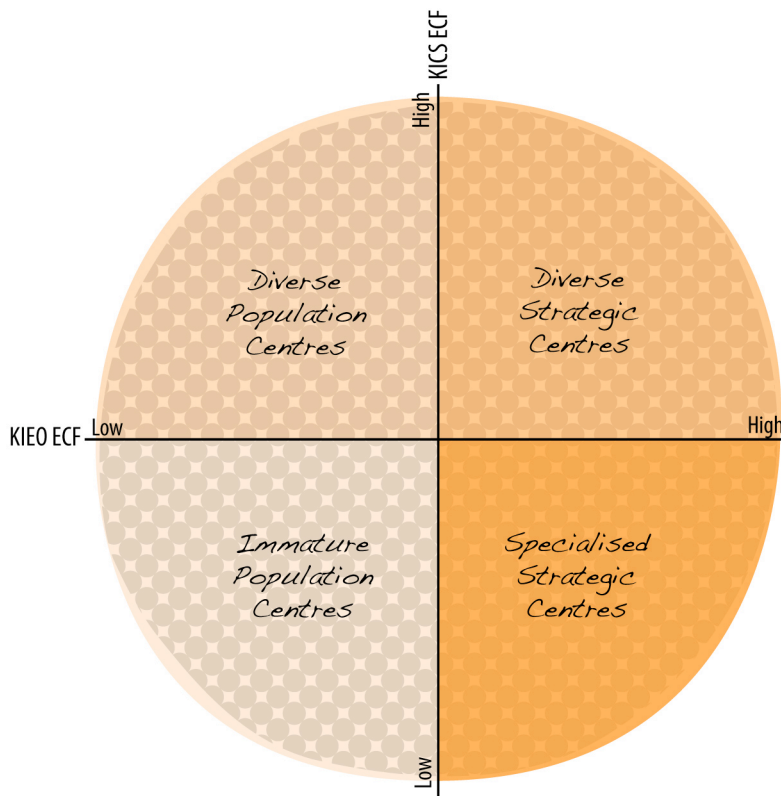 KICS ECF
High
Diverse
Population
Centres
Diverse
Strategic
Centres
KIEO ECF
Low
High
Immature
Population
Centres
Specialised
Strategic
Centres
Low